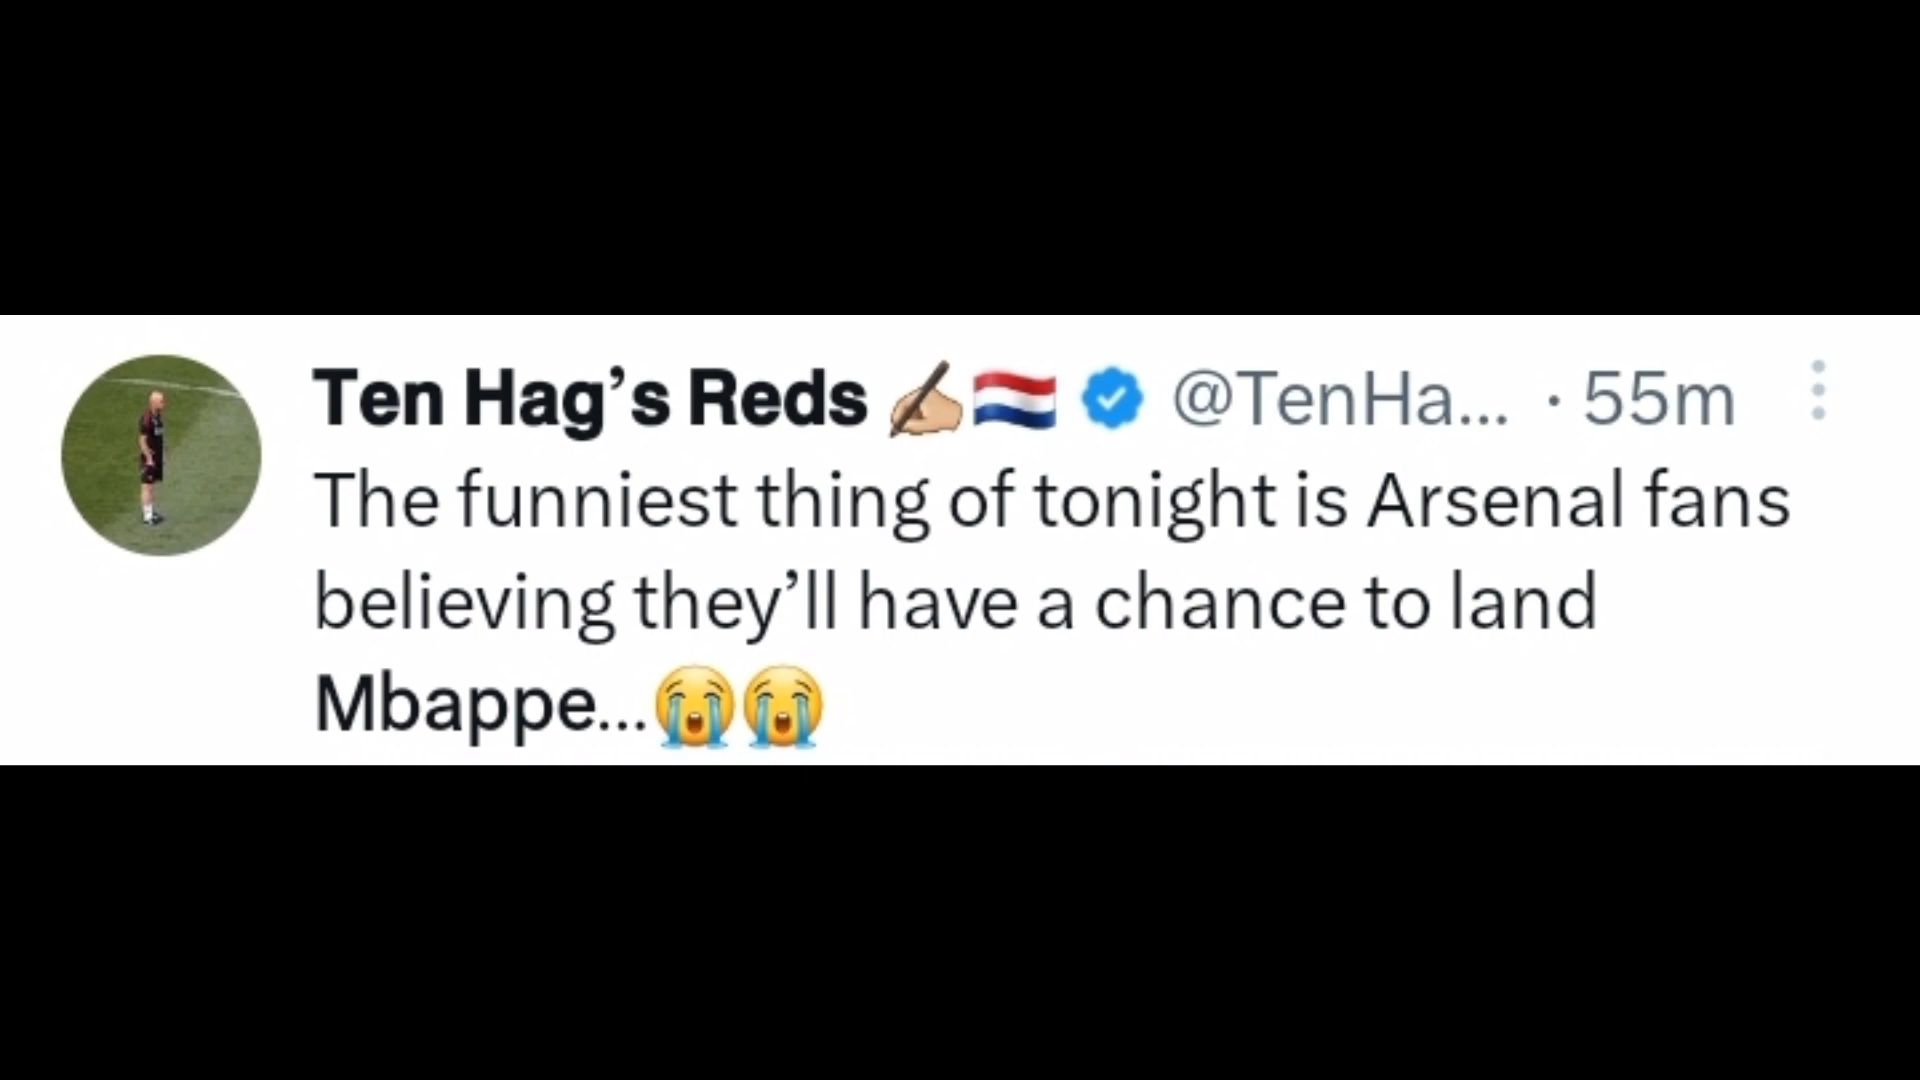 Ten Hag’s Reds ✍🏼🇳🇱 @TenHa... · 55m
The funniest thing of tonight is Arsenal fans
believing they’ll have a chance to land
Mbappe...😭😭